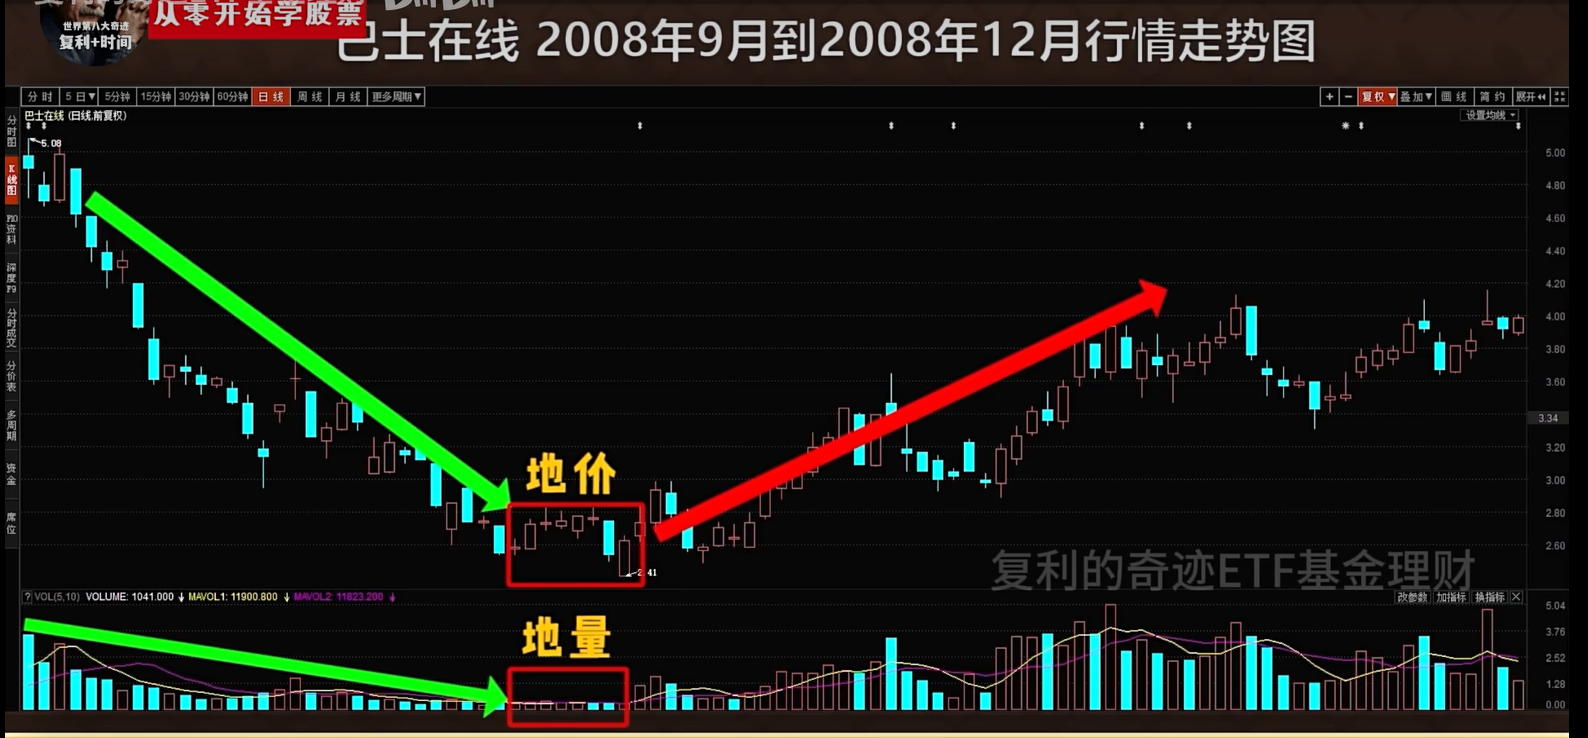 从零开始学股票
世界第八大奇迹
复利+时间
巴士在线 2008年9月到2008年12月行情走势图
分时 5日▼ 5分钟 15分钟 30分钟 60分钟 日线 周线 月线 更多周期▼
+ - 复权▼ 叠加▼ 画线 简约 展开
巴士在线 (日线.前复权)
设置均线
分时图
K线图
F10资料
深度F9
分时成交
分价表
多周期
资金
席位
5.08
5.00
4.80
4.60
4.40
4.20
4.00
3.80
3.60
3.34
3.20
3.00
2.80
2.60
地价
2.41
复利的奇迹ETF基金理财
? VOL(5,10) VOLUME: 1041.000 ↓ MAVOL1: 11900.800 ↓ MAVOL2: 11823.200 ↓
改参数 加指标 换指标 X
地量
5.04
3.76
2.52
1.28
0.00